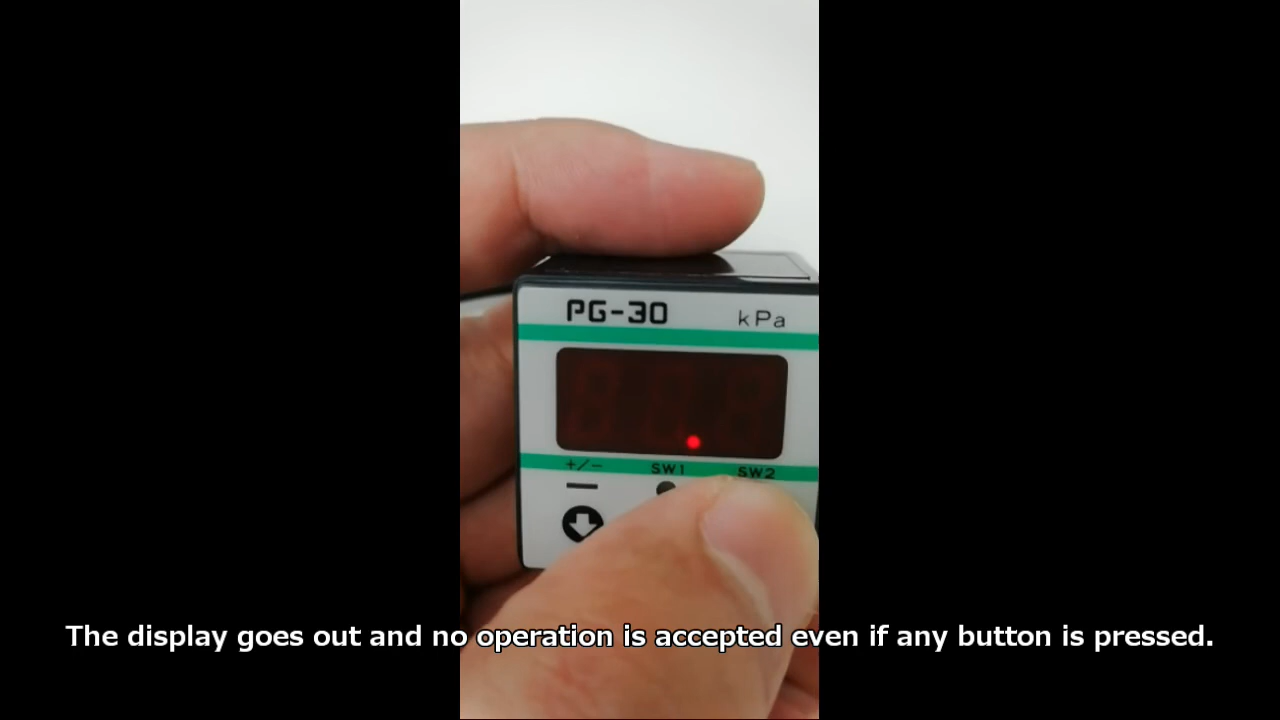 PG-30 kPa
+/− SW1 SW2
The display goes out and no operation is accepted even if any button is pressed.